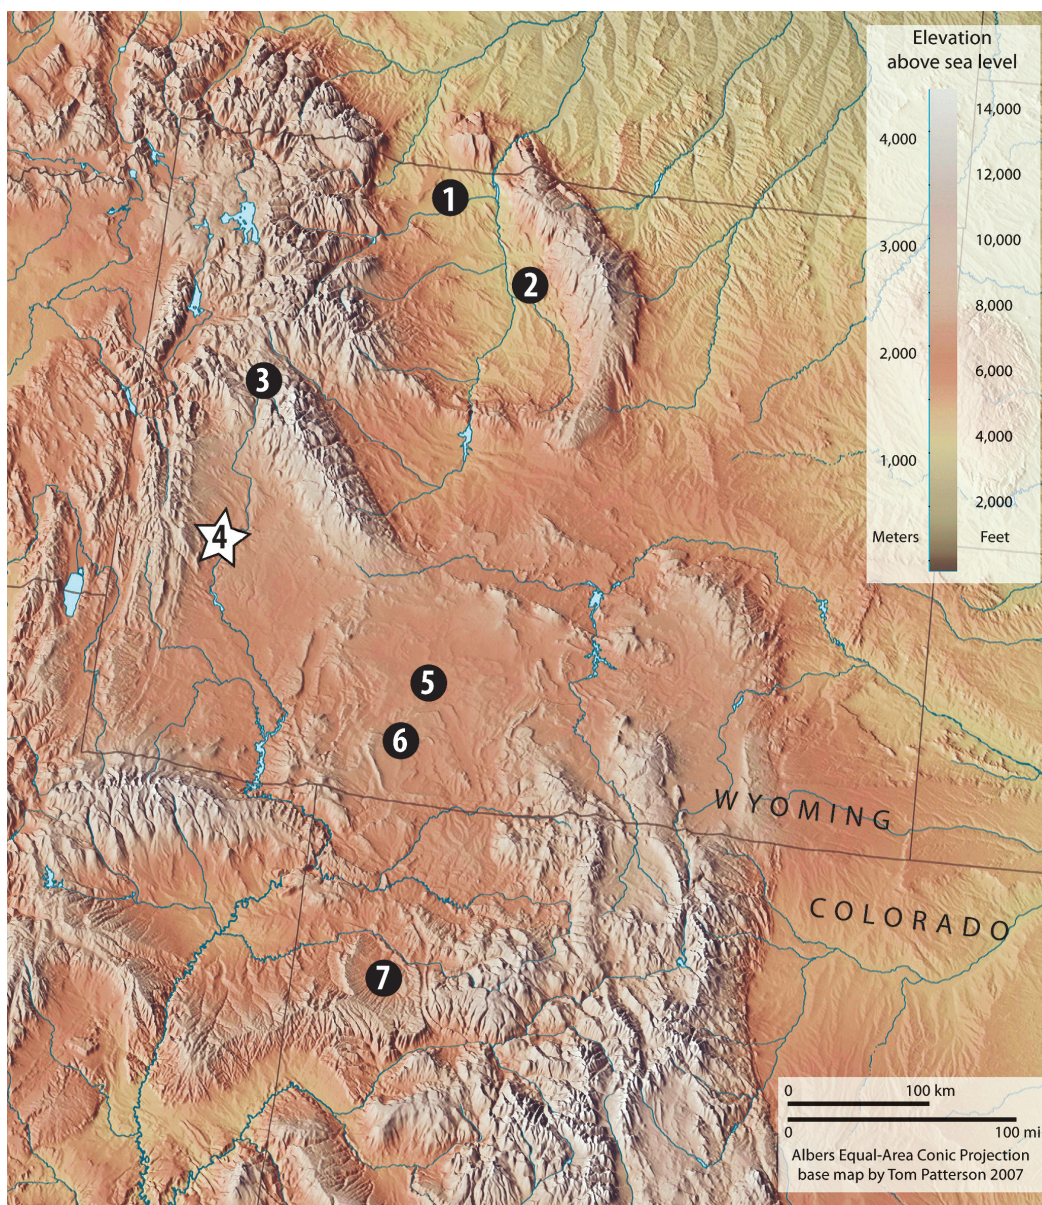 Elevation
above sea level
14,000
4,000
12,000
10,000
3,000
8,000
2,000
6,000
4,000
1,000
2,000
Meters
Feet
1
2
3
4
5
6
WYOMING
COLORADO
7
0
100 km
0
100 mi
Albers Equal-Area Conic Projection
base map by Tom Patterson 2007